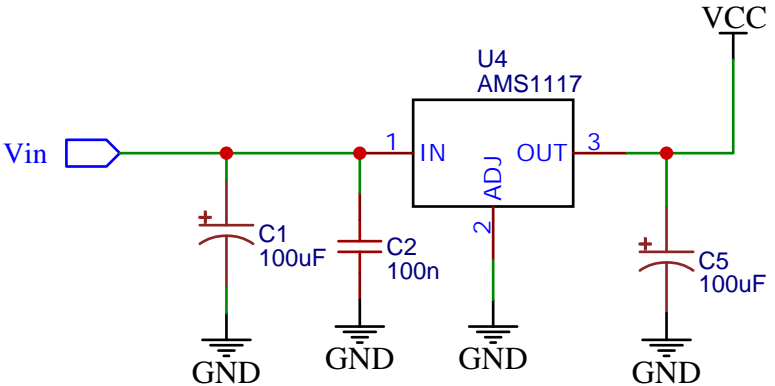 VCC
U4
AMS1117
Vin
1
IN
OUT
3
ADJ
2
+
C1
100uF
C2
100n
+
C5
100uF
GND
GND
GND
GND